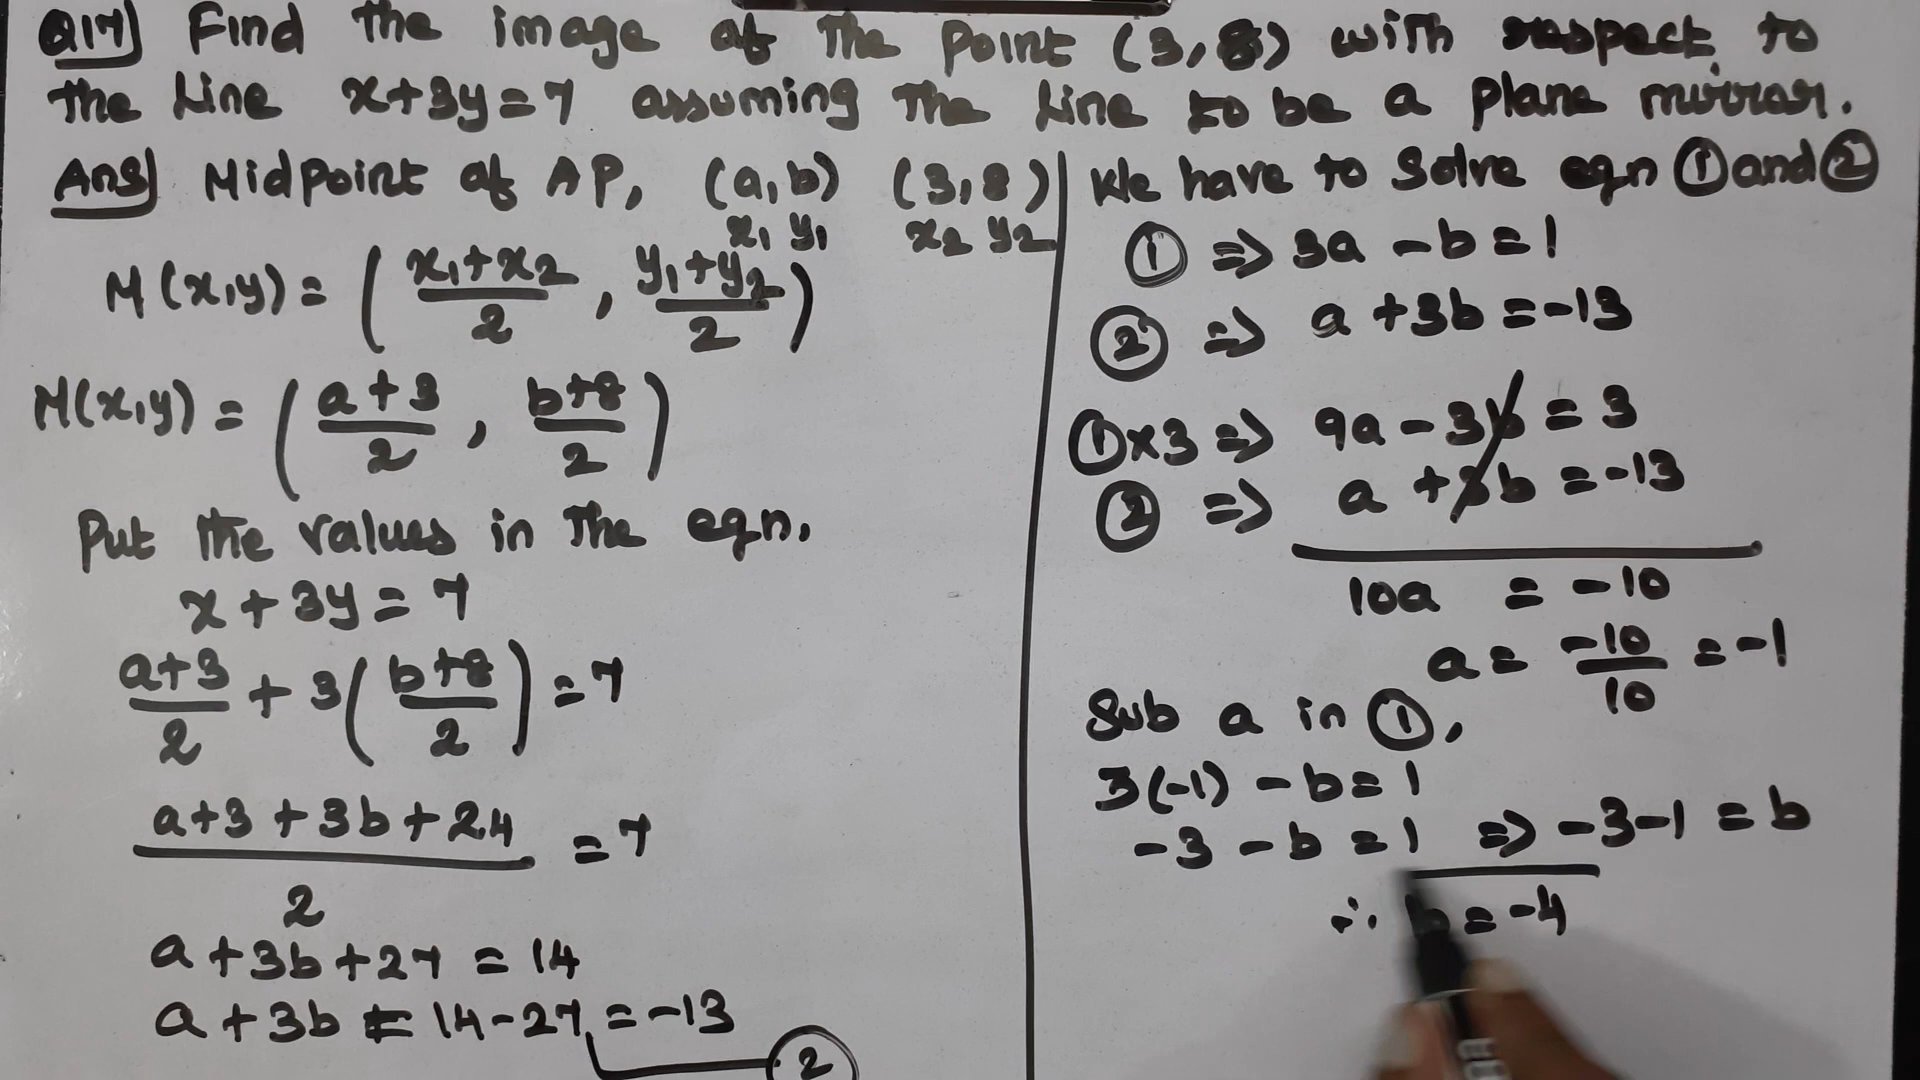 Q17) Find the image of the point (3,8) with respect to
the line x+3y=7 assuming the line to be a plane mirror.
Ans) Midpoint of AP, (a,b) (3,8)
x₁ y₁ x₂ y₂
M(x,y) = ( x₁+x₂/2 , y₁+y₂/2 )
M(x,y) = ( a+3/2 , b+8/2 )
Put the values in the eqn.
x+3y=7
a+3/2 + 3( b+8/2 ) = 7
a+3+3b+24/2 = 7
a+3b+27 = 14
a+3b = 14-27 = -13
②
We have to solve eqn ① and ②
① => 3a - b = 1
② => a +3b = -13
①×3 => 9a - 3b = 3
② => a +3b = -13
10a = -10
a = -10/10 = -1
Sub a in ①,
3(-1) - b = 1
-3 - b = 1 => -3-1 = b
∴ b = -4